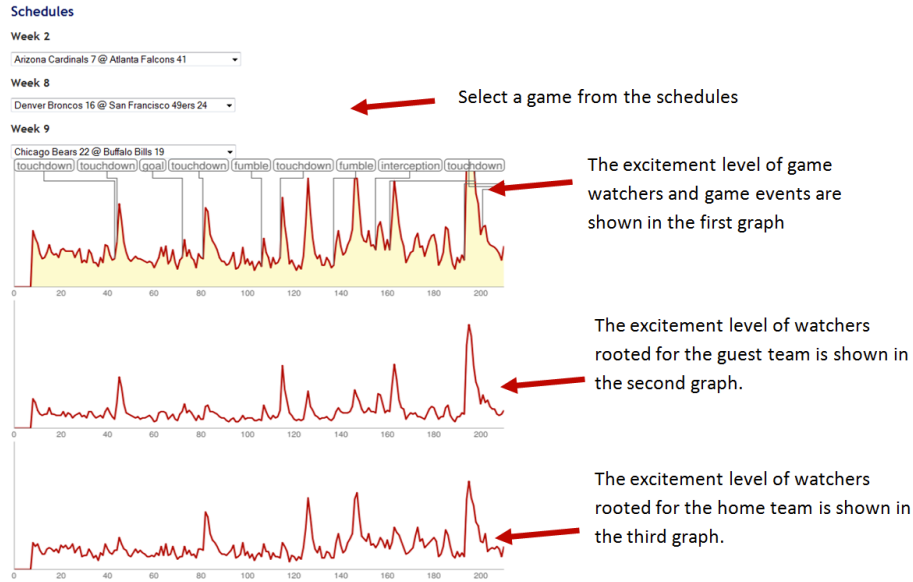 Schedules
Week 2
Arizona Cardinals 7 @ Atlanta Falcons 41
Week 8
Denver Broncos 16 @ San Francisco 49ers 24
Select a game from the schedules
Week 9
Chicago Bears 22 @ Buffalo Bills 19
touchdown touchdown goal touchdown fumble touchdown fumble interception touchdown
The excitement level of game
watchers and game events are
shown in the first graph
0 20 40 60 80 100 120 140 160 180 200
The excitement level of watchers
rooted for the guest team is shown in
the second graph.
0 20 40 60 80 100 120 140 160 180 200
The excitement level of watchers
rooted for the home team is shown in
the third graph.
0 20 40 60 80 100 120 140 160 180 200